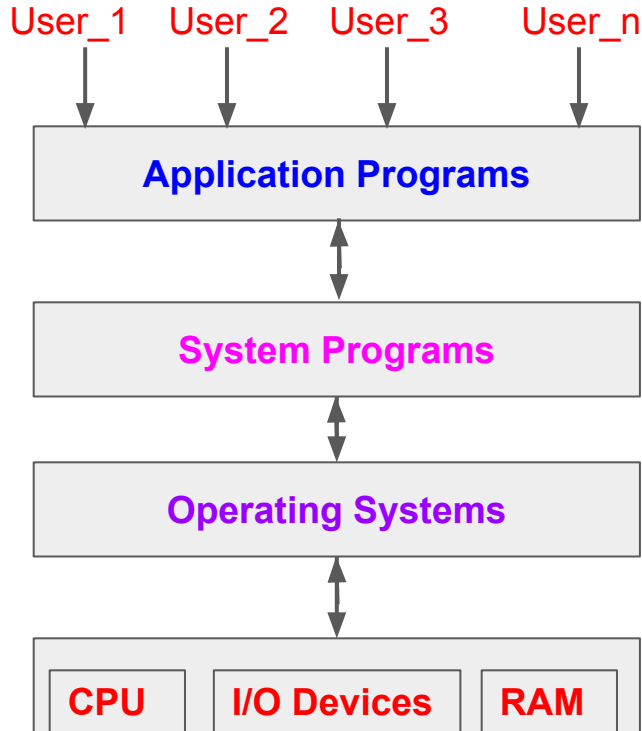 User_1 User_2 User_3 User_n
Application Programs
System Programs
Operating Systems
CPU I/O Devices RAM